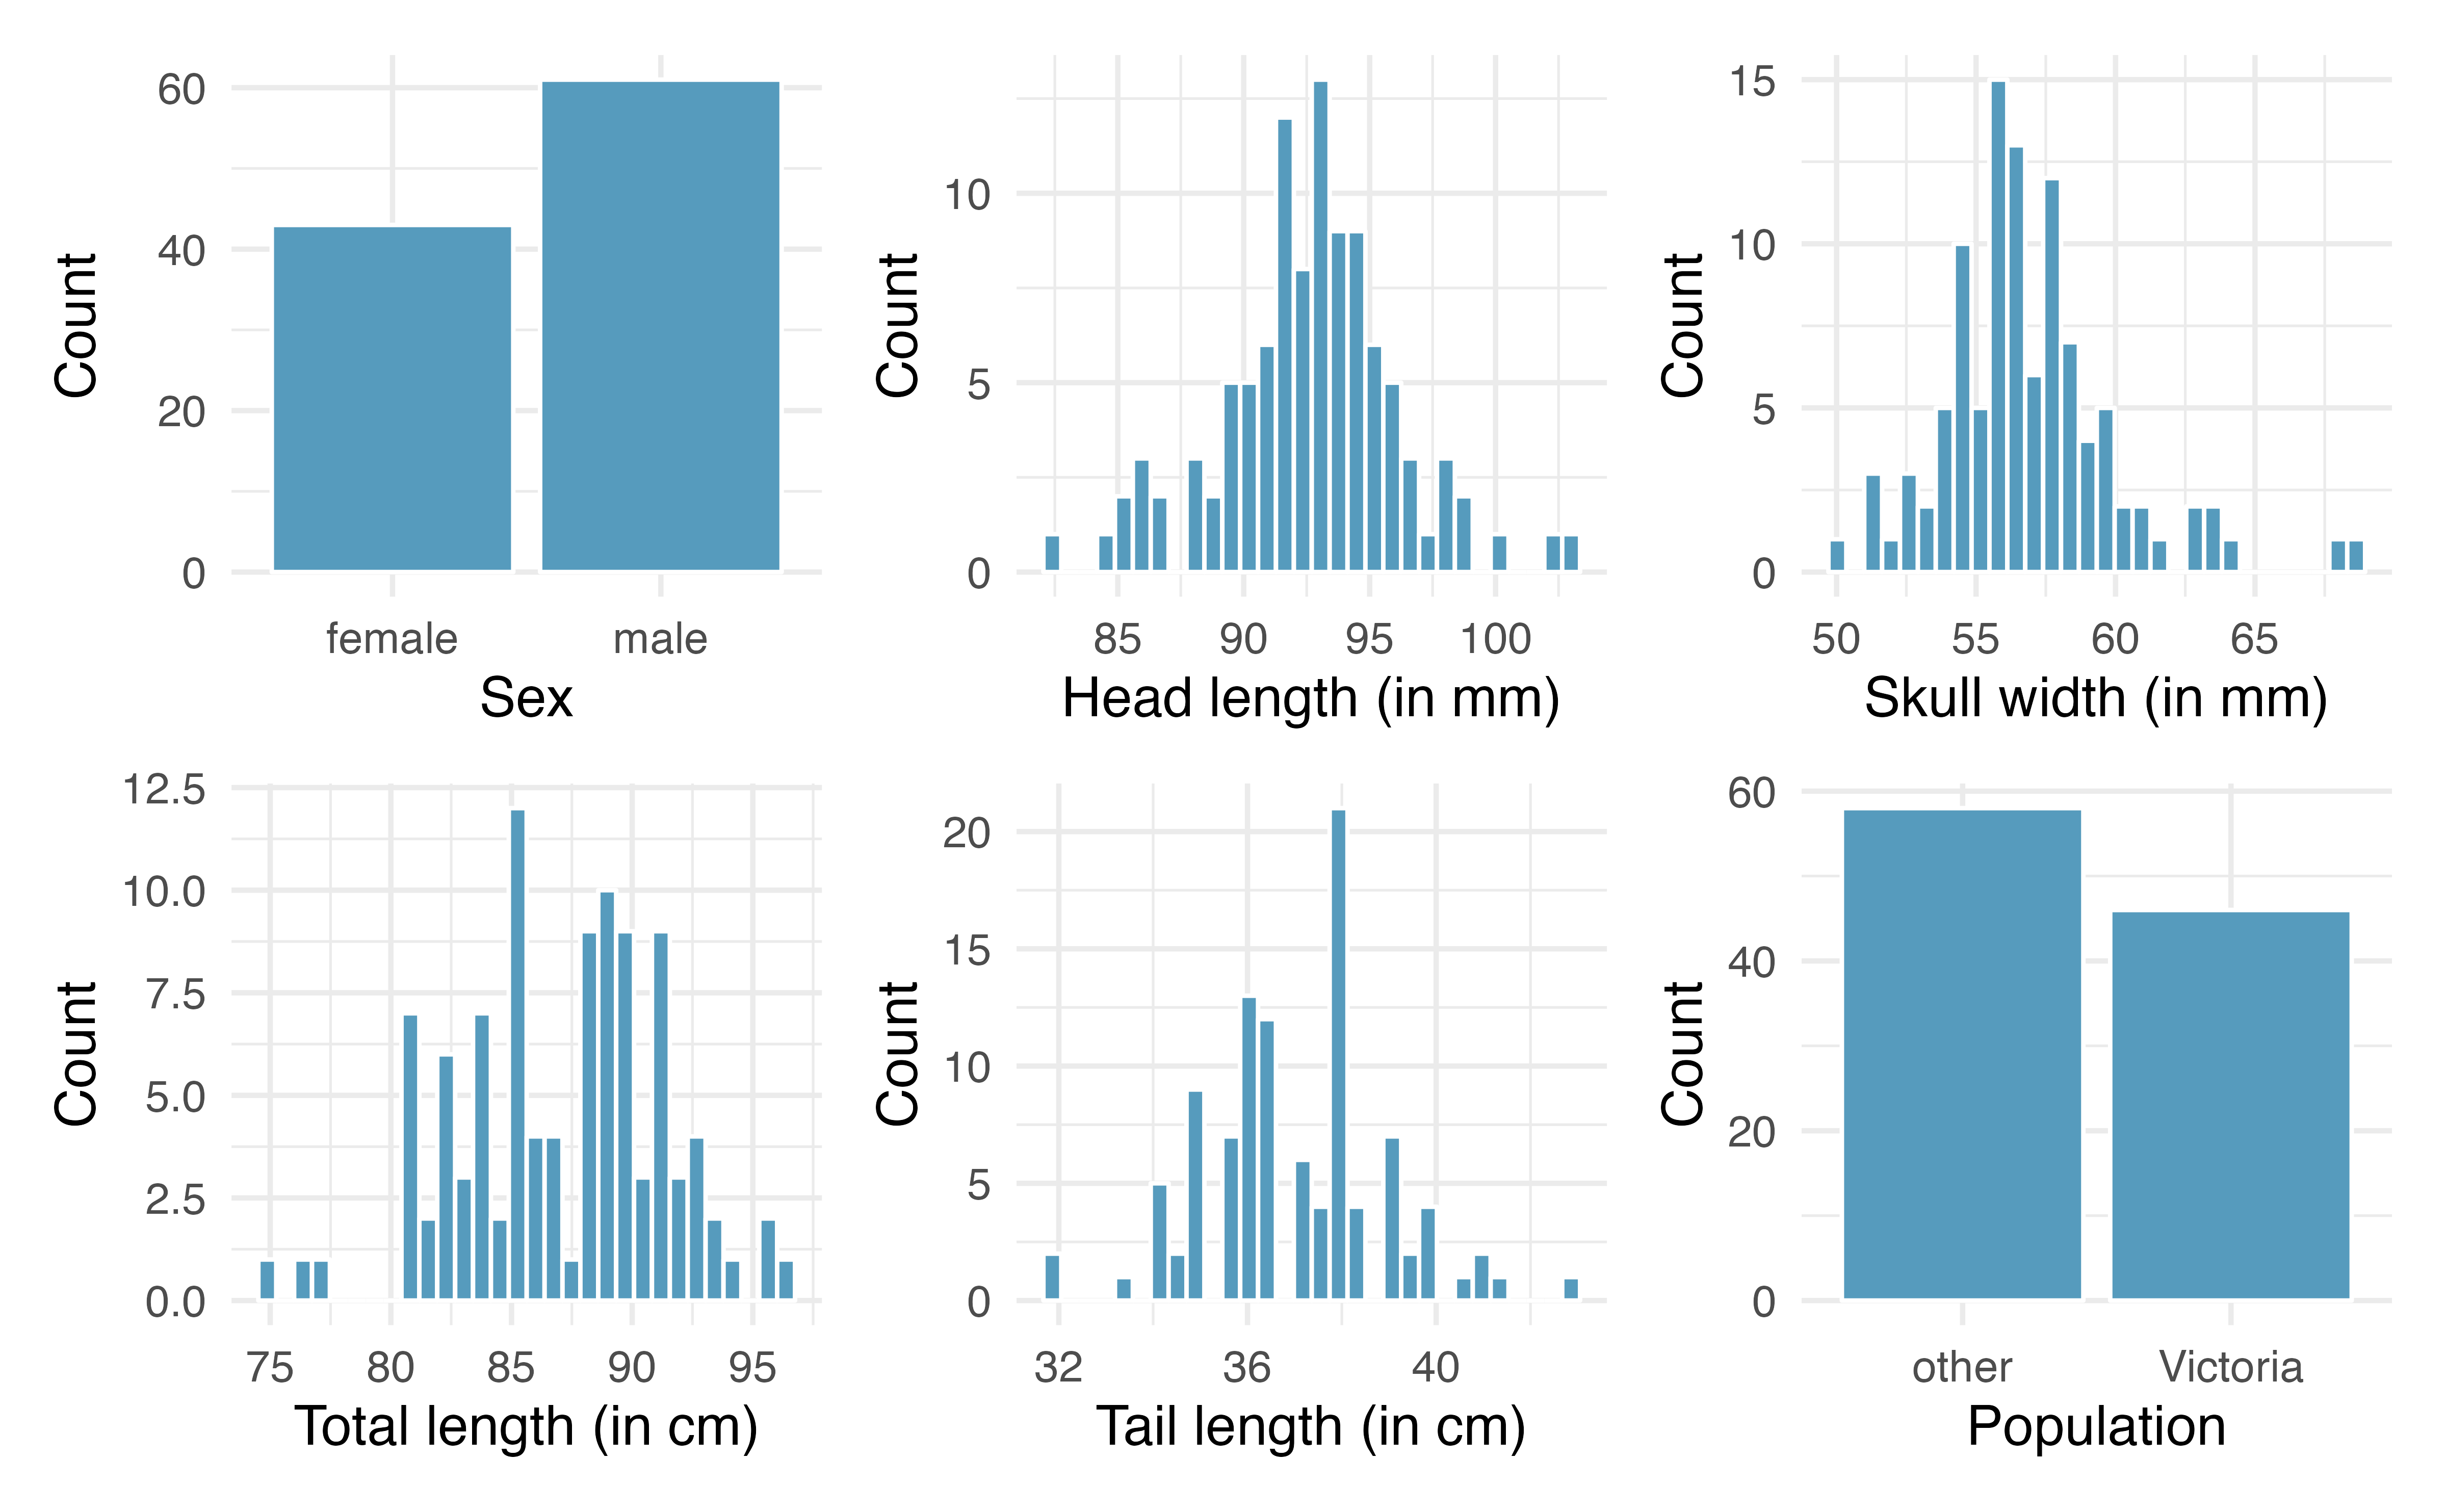 60
40
20
0
Count
female male
Sex
10
5
0
Count
85 90 95 100
Head length (in mm)
15
10
5
0
Count
50 55 60 65
Skull width (in mm)
12.5
10.0
7.5
5.0
2.5
0.0
Count
75 80 85 90 95
Total length (in cm)
20
15
10
5
0
Count
32 36 40
Tail length (in cm)
60
40
20
0
Count
other Victoria
Population